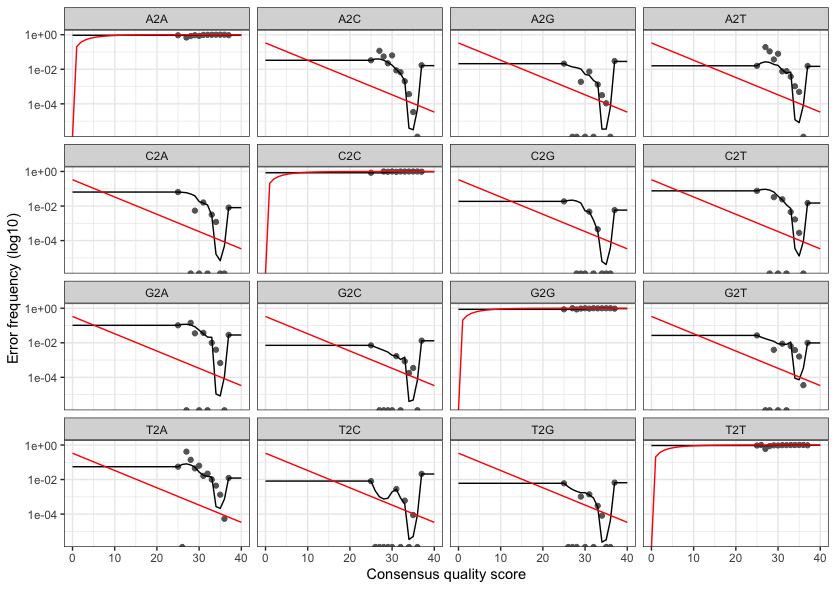 A2A A2C A2G A2T
1e+00
1e-02
1e-04
C2A C2C C2G C2T
1e+00
1e-02
1e-04
G2A G2C G2G G2T
1e+00
1e-02
1e-04
T2A T2C T2G T2T
1e+00
1e-02
1e-04
0 10 20 30 40 0 10 20 30 40 0 10 20 30 40 0 10 20 30 40
Consensus quality score
Error frequency (log10)